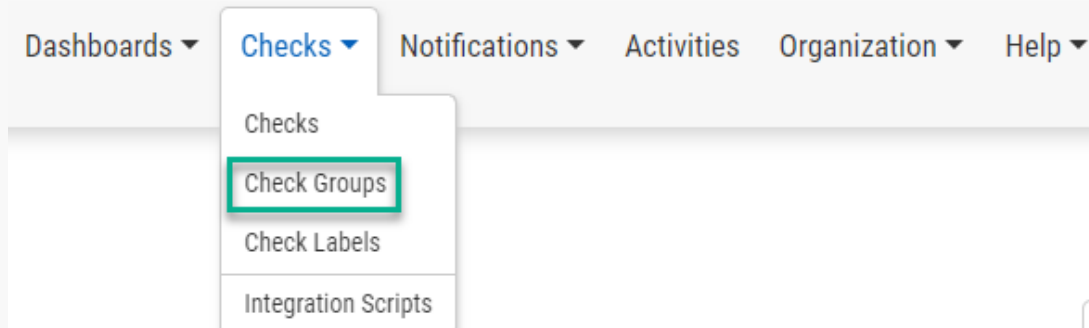 Dashboards Checks Notifications Activities Organization Help
Checks
Check Groups
Check Labels
Integration Scripts